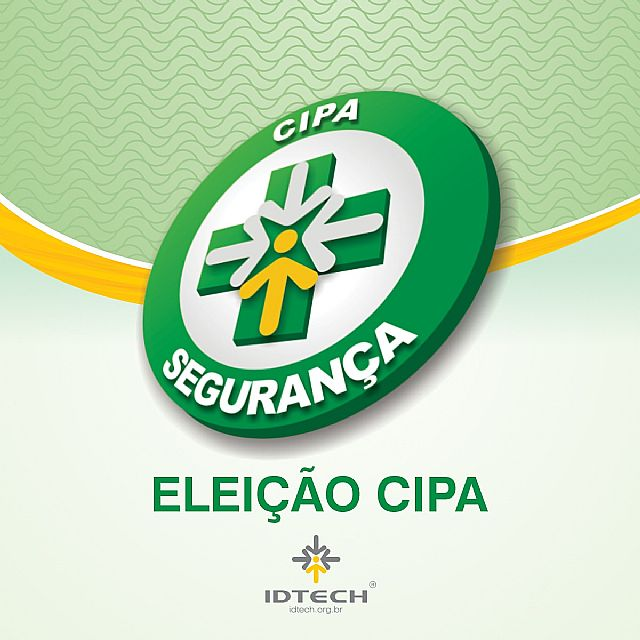 CIPA
SEGURANÇA
ELEIÇÃO CIPA
IDTECH®
idtech.org.br